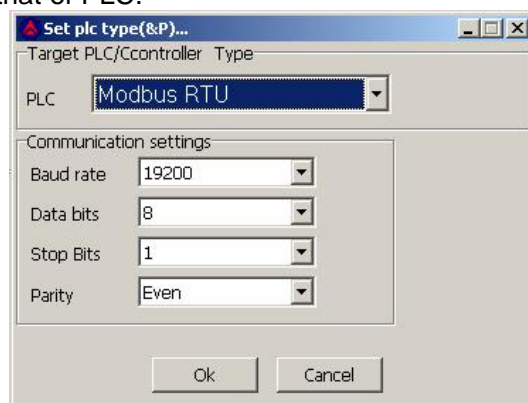 that of PLC.
Set plc type(&P)...
Target PLC/Ccontroller Type
PLC Modbus RTU
Communication settings
Baud rate 19200
Data bits 8
Stop Bits 1
Parity Even
Ok Cancel